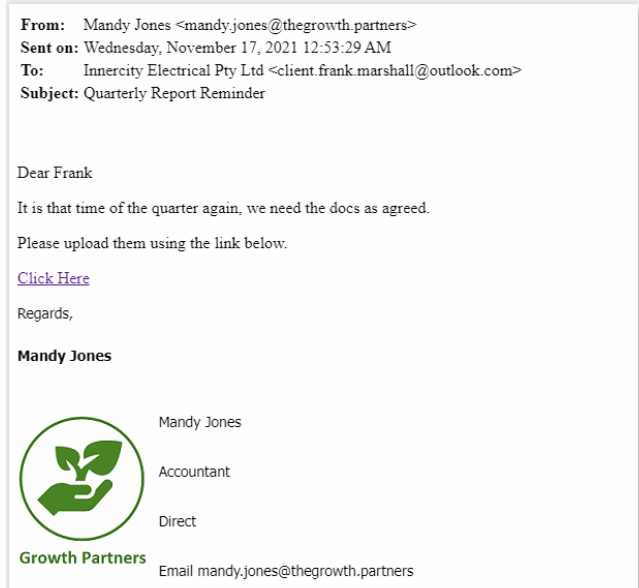 From: Mandy Jones <mandy.jones@thegrowth.partners>
Sent on: Wednesday, November 17, 2021 12:53:29 AM
To: Innercity Electrical Pty Ltd <client.frank.marshall@outlook.com>
Subject: Quarterly Report Reminder
Dear Frank
It is that time of the quarter again, we need the docs as agreed.
Please upload them using the link below.
Click Here
Regards,
Mandy Jones
Mandy Jones
Accountant
Direct
Growth Partners
Email mandy.jones@thegrowth.partners